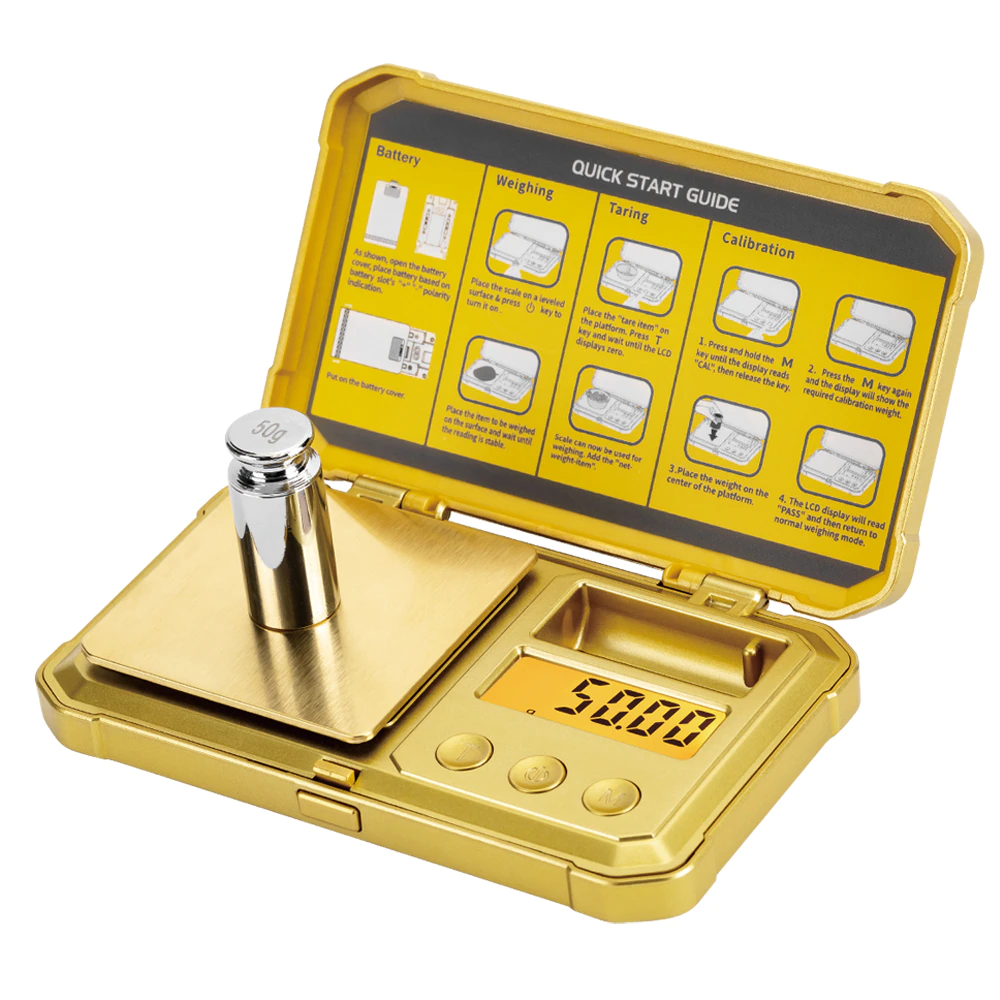 QUICK START GUIDE
Battery
As shown, open the battery
cover, place battery based on
battery slot's "+" "-" polarity
indication.
Put on the battery cover.
Weighing
Place the scale on a leveled
surface & press ⏻ key to
turn it on.
Place the item to be weighed
on the surface and wait until
the reading is stable.
Taring
Place the "tare item" on
the platform. Press T
key and wait until the LCD
displays zero.
Scale can now be used for
weighing. Add the "net-
weight-item".
Calibration
1. Press and hold the M
key until the display reads
"CAL", then release the key.
2. Press the M key again
and the display will show the
required calibration weight.
3.Place the weight on the
center of the platform.
4. The LCD display will read
"PASS" and then return to
normal weighing mode.
50g
50.00
g
T
M